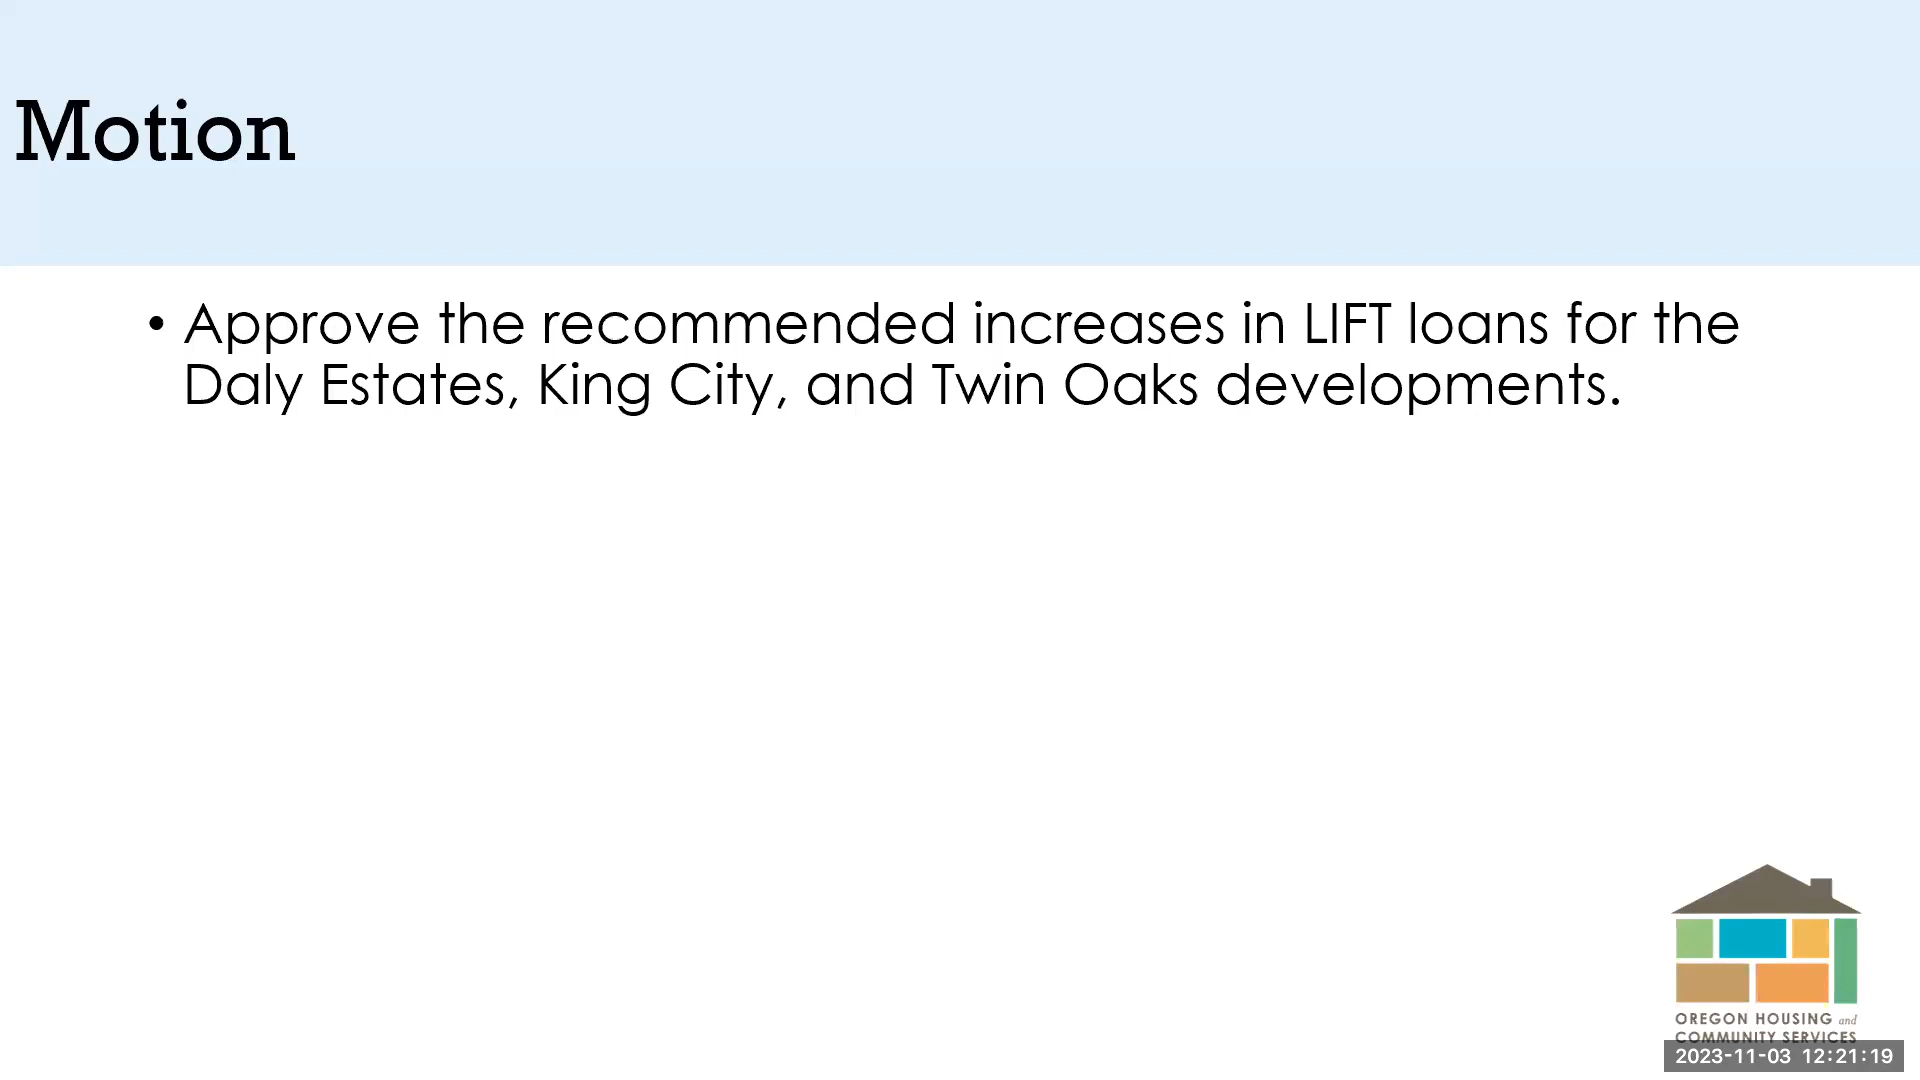 Motion
• Approve the recommended increases in LIFT loans for the
Daly Estates, King City, and Twin Oaks developments.
OREGON HOUSING and
COMMUNITY SERVICES
2023-11-03 12:21:19